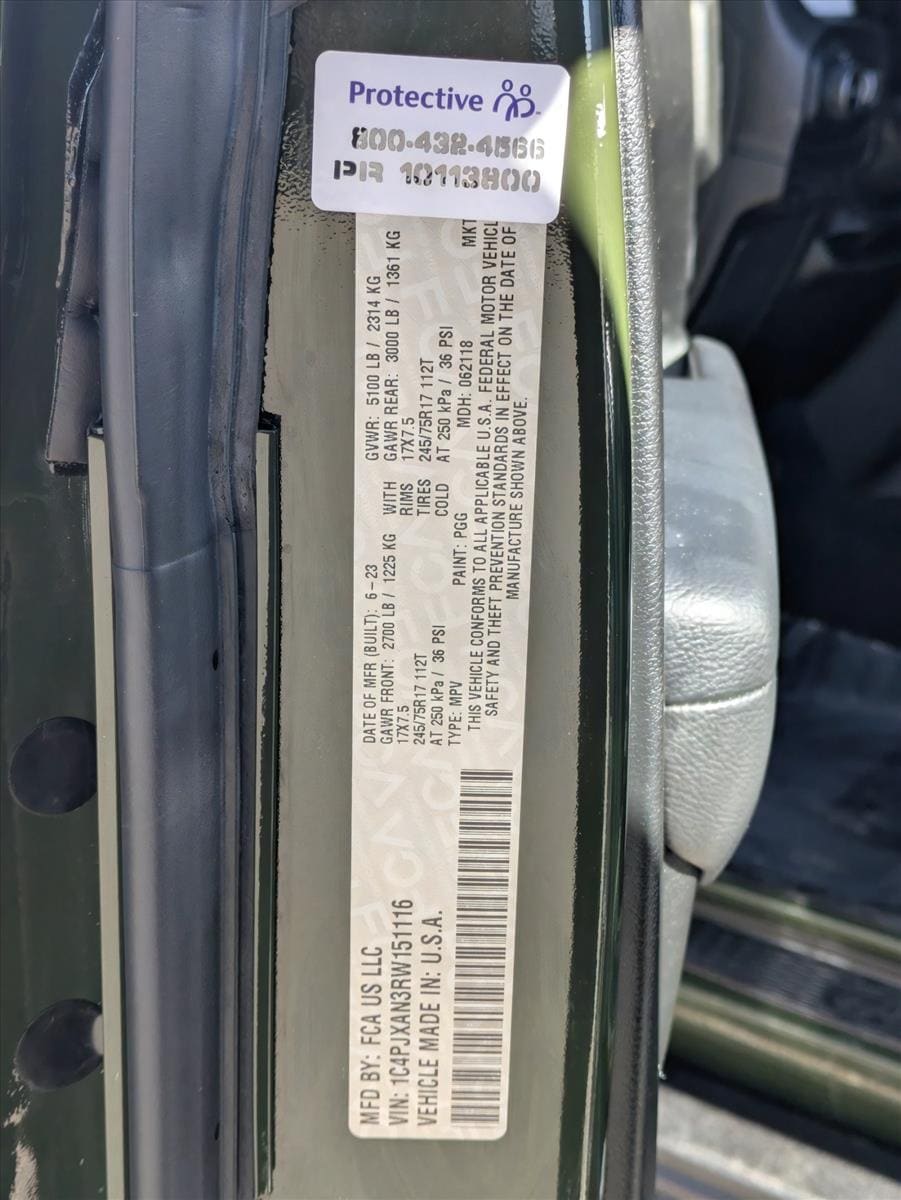 Protective
800-432-4566
PR 10113800
MFD BY: FCA US LLC
VIN: 1C4PJXAN3RW151116
VEHICLE MADE IN: U.S.A.
DATE OF MFR (BUILT): 6-23
GVWR: 5100 LB / 2314 KG
GAWR FRONT: 2700 LB / 1225 KG WITH GAWR REAR: 3000 LB / 1361 KG
17X7.5 RIMS 17X7.5
245/75R17 112T TIRES 245/75R17 112T
AT 250 kPa / 36 PSI COLD AT 250 kPa / 36 PSI
TYPE: MPV PAINT: PGG MDH: 062118 MKT
THIS VEHICLE CONFORMS TO ALL APPLICABLE U.S.A. FEDERAL MOTOR VEHICL
SAFETY AND THEFT PREVENTION STANDARDS IN EFFECT ON THE DATE OF
MANUFACTURE SHOWN ABOVE.